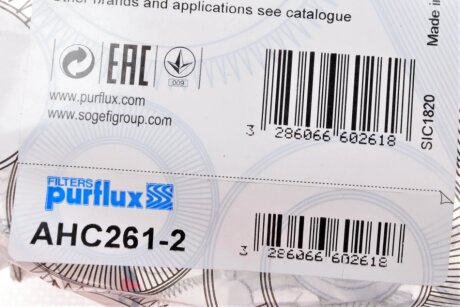 Other brands and applications see catalogue
Made in
EAC
009
www.purflux.com
www.sogefigroup.com
3 286066 602618
SIC1820
FILTERS
purflux
AHC261-2
3 286066 602618